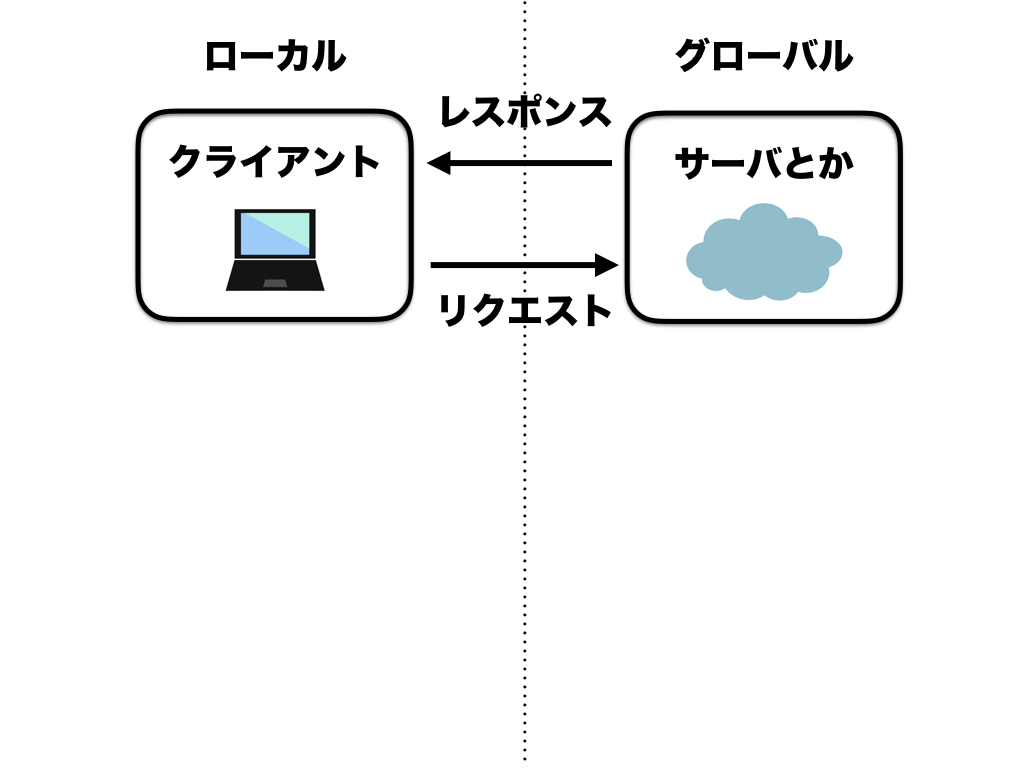 ローカル
グローバル
レスポンス
クライアント
サーバとか
リクエスト